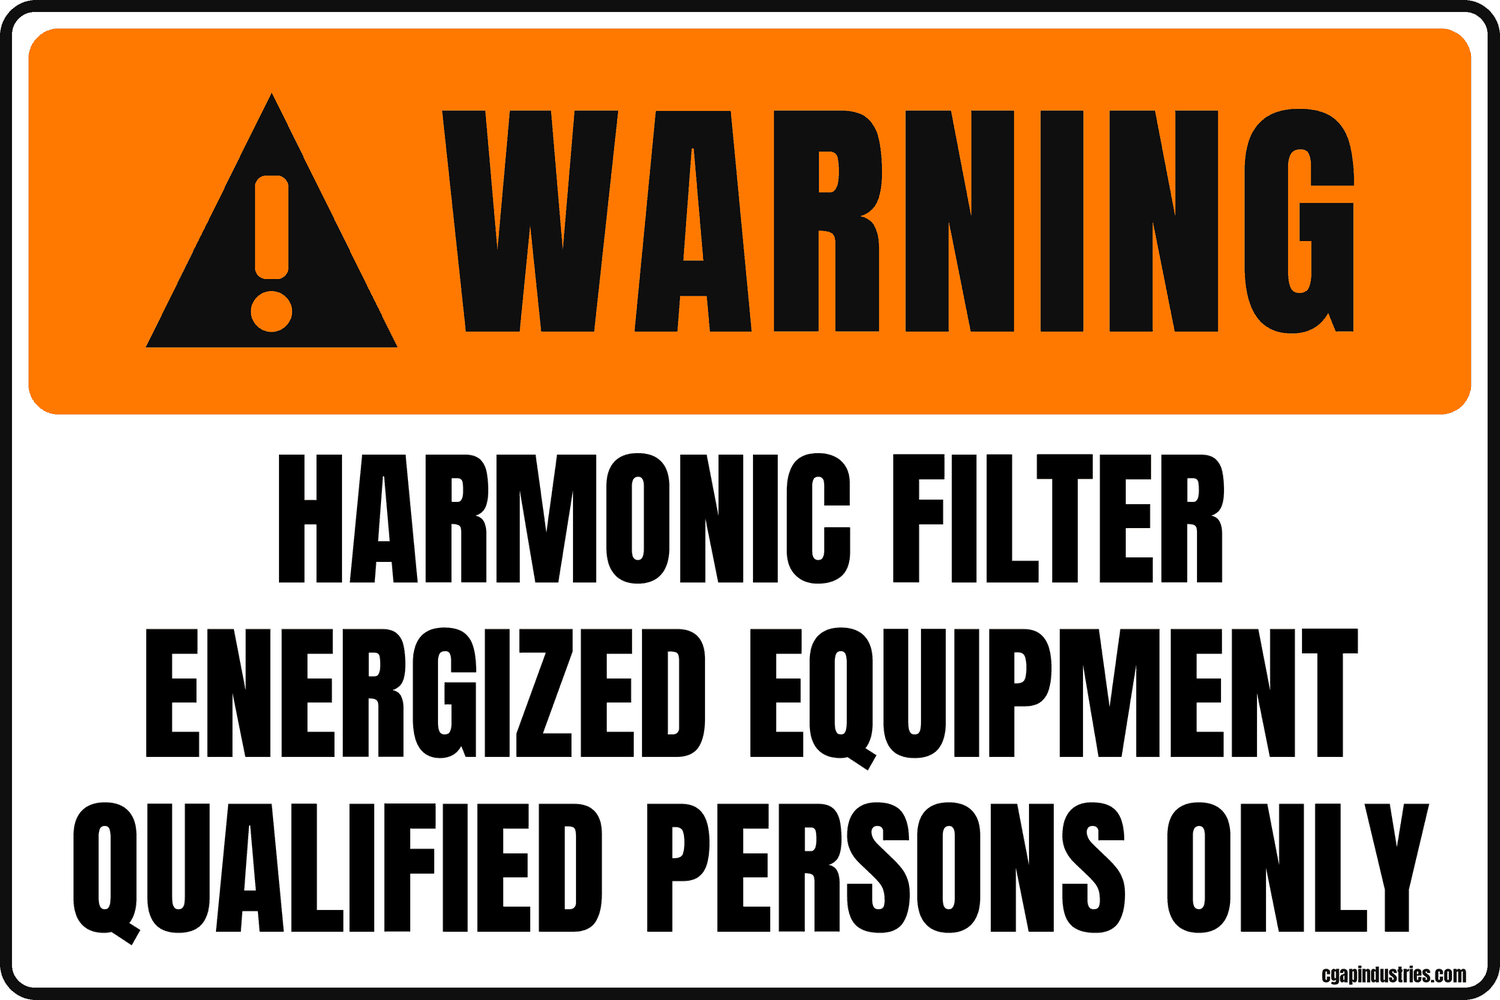 WARNING
HARMONIC FILTER
ENERGIZED EQUIPMENT
QUALIFIED PERSONS ONLY
cgapindustries.com